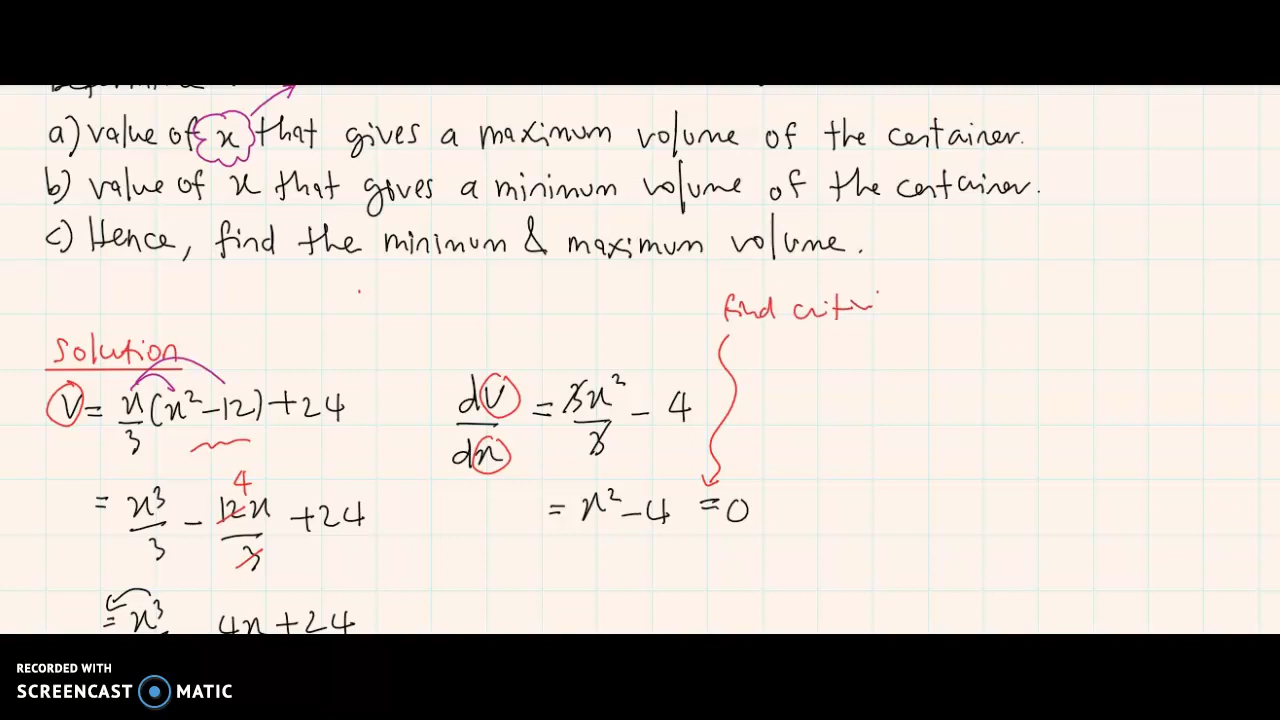 a) value of x that gives a maximum volume of the container.
b) value of x that gives a minimum volume of the container.
c) Hence, find the minimum & maximum volume.
find criti
Solution
V = x/3 (x² - 12) + 24
dV/dx = 3x²/3 - 4
= x³/3 - 12x/3 + 24
4
= x² - 4 = 0
= x³ 4x + 24
RECORDED WITH
SCREENCAST MATIC